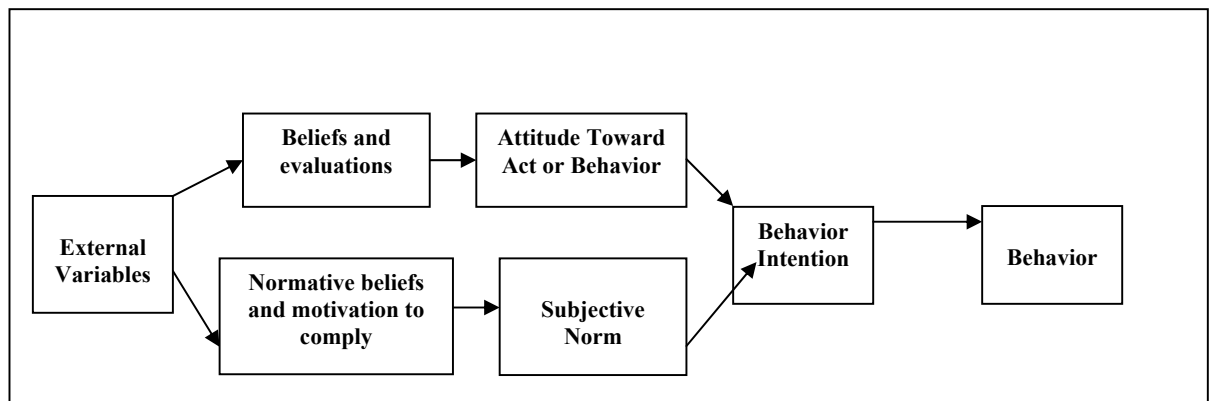 Beliefs and
evaluations
Attitude Toward
Act or Behavior
External
Variables
Behavior
Intention
Behavior
Normative beliefs
and motivation to
comply
Subjective
Norm